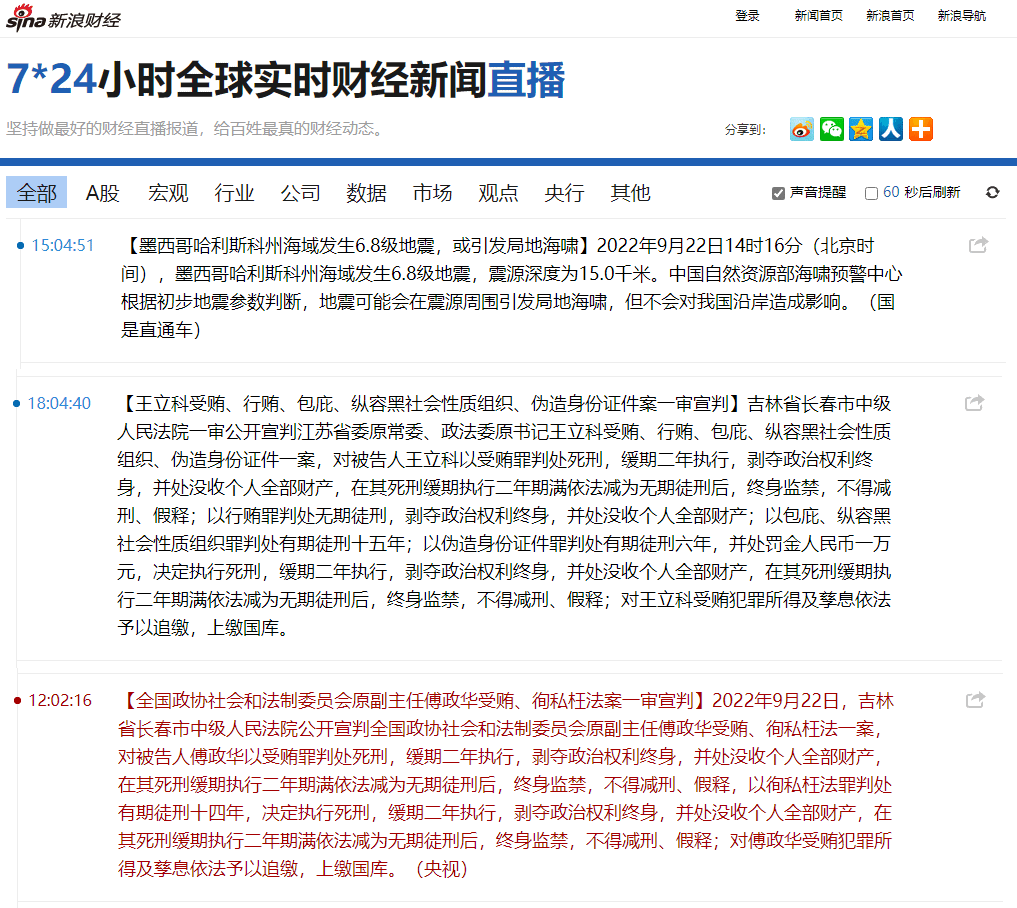 sina新浪财经
登录 新闻首页 新浪首页 新浪导航
7*24小时全球实时财经新闻直播
坚持做最好的财经直播报道，给百姓最真的财经动态。
分享到：
全部 A股 宏观 行业 公司 数据 市场 观点 央行 其他 声音提醒 60 秒后刷新
15:04:51 【墨西哥哈利斯科州海域发生6.8级地震，或引发局地海啸】2022年9月22日14时16分（北京时
间），墨西哥哈利斯科州海域发生6.8级地震，震源深度为15.0千米。中国自然资源部海啸预警中心
根据初步地震参数判断，地震可能会在震源周围引发局地海啸，但不会对我国沿岸造成影响。（国
是直通车）
18:04:40 【王立科受贿、行贿、包庇、纵容黑社会性质组织、伪造身份证件案一审宣判】吉林省长春市中级
人民法院一审公开宣判江苏省委原常委、政法委原书记王立科受贿、行贿、包庇、纵容黑社会性质
组织、伪造身份证件一案，对被告人王立科以受贿罪判处死刑，缓期二年执行，剥夺政治权利终
身，并处没收个人全部财产，在其死刑缓期执行二年期满依法减为无期徒刑后，终身监禁，不得减
刑、假释；以行贿罪判处无期徒刑，剥夺政治权利终身，并处没收个人全部财产；以包庇、纵容黑
社会性质组织罪判处有期徒刑十五年；以伪造身份证件罪判处有期徒刑六年，并处罚金人民币一万
元，决定执行死刑，缓期二年执行，剥夺政治权利终身，并处没收个人全部财产，在其死刑缓期执
行二年期满依法减为无期徒刑后，终身监禁，不得减刑、假释；对王立科受贿犯罪所得及孳息依法
予以追缴，上缴国库。
12:02:16 【全国政协社会和法制委员会原副主任傅政华受贿、徇私枉法案一审宣判】2022年9月22日，吉林
省长春市中级人民法院公开宣判全国政协社会和法制委员会原副主任傅政华受贿、徇私枉法一案，
对被告人傅政华以受贿罪判处死刑，缓期二年执行，剥夺政治权利终身，并处没收个人全部财产，
在其死刑缓期执行二年期满依法减为无期徒刑后，终身监禁，不得减刑、假释，以徇私枉法罪判处
有期徒刑十四年，决定执行死刑，缓期二年执行，剥夺政治权利终身，并处没收个人全部财产，在
其死刑缓期执行二年期满依法减为无期徒刑后，终身监禁，不得减刑、假释；对傅政华受贿犯罪所
得及孳息依法予以追缴，上缴国库。（央视）